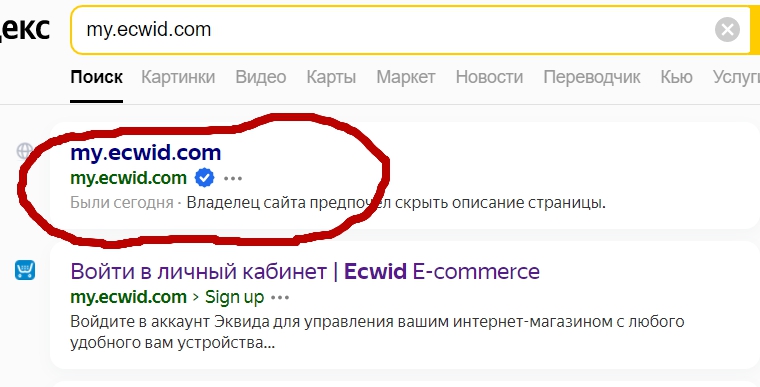 декс
my.ecwid.com
Поиск Картинки Видео Карты Маркет Новости Переводчик Кью Услуги
my.ecwid.com
my.ecwid.com
Были сегодня · Владелец сайта предпочел скрыть описание страницы.
Войти в личный кабинет | Ecwid E-commerce
my.ecwid.com › Sign up
Войдите в аккаунт Эквида для управления вашим интернет-магазином с любого
удобного вам устройства...